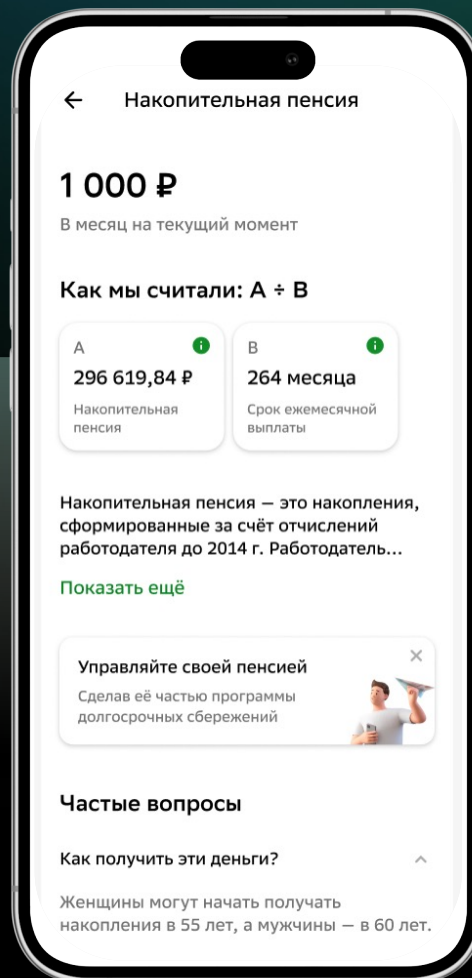 Накопительная пенсия
1 000 ₽
В месяц на текущий момент
Как мы считали: A ÷ B
A
296 619,84 ₽
Накопительная
пенсия
B
264 месяца
Срок ежемесячной
выплаты
Накопительная пенсия — это накопления,
сформированные за счёт отчислений
работодателя до 2014 г. Работодатель...
Показать ещё
Управляйте своей пенсией
Сделав её частью программы
долгосрочных сбережений
Частые вопросы
Как получить эти деньги?
Женщины могут начать получать
накопления в 55 лет, а мужчины — в 60 лет.